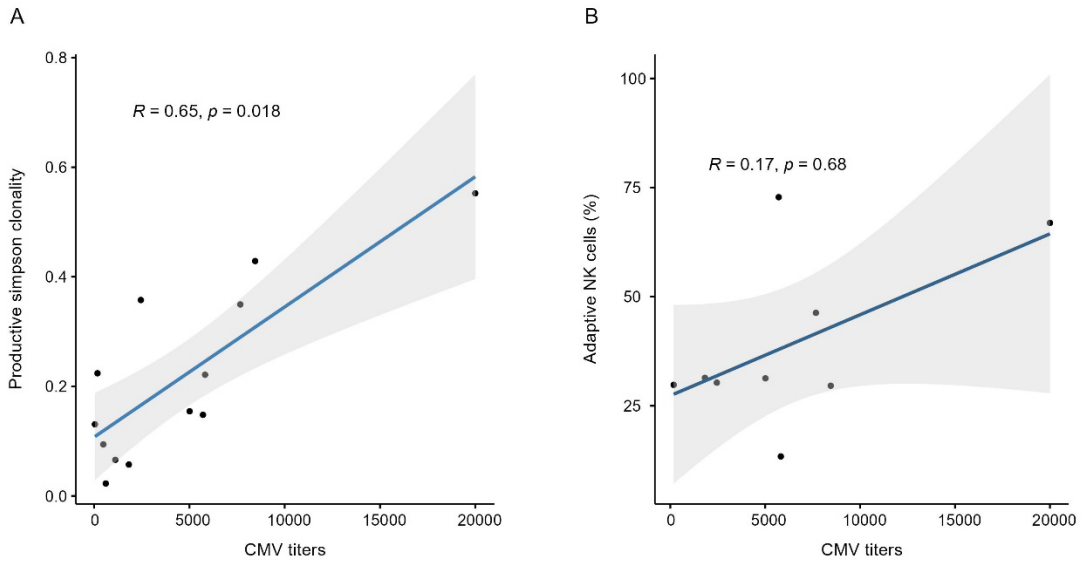 A
B
R = 0.65, p = 0.018
R = 0.17, p = 0.68
Productive simpson clonality
0.8
0.6
0.4
0.2
0.0
0 5000 10000 15000 20000
CMV titers
Adaptive NK cells (%)
100
75
50
25
0 5000 10000 15000 20000
CMV titers